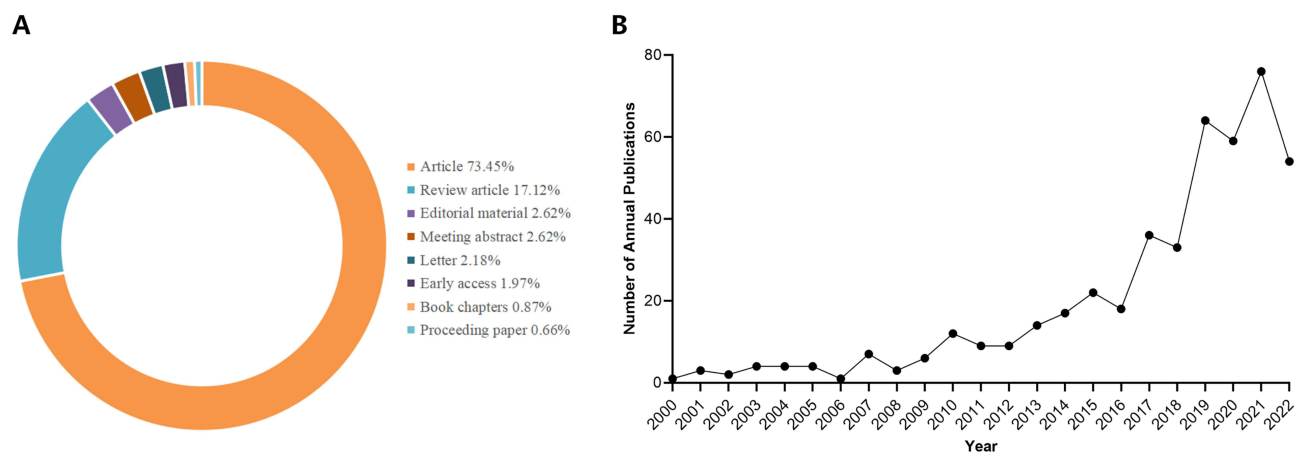 A
Article 73.45%
Review article 17.12%
Editorial material 2.62%
Meeting abstract 2.62%
Letter 2.18%
Early access 1.97%
Book chapters 0.87%
Proceeding paper 0.66%
B
Number of Annual Publications
80
60
40
20
0
2000
2001
2002
2003
2004
2005
2006
2007
2008
2009
2010
2011
2012
2013
2014
2015
2016
2017
2018
2019
2020
2021
2022
Year